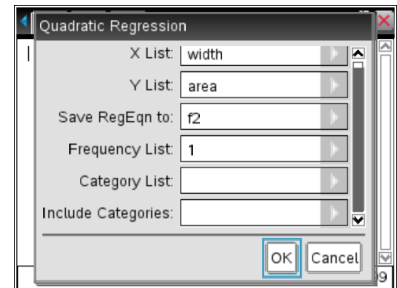 Quadratic Regression
X List: width
Y List: area
Save RegEqn to: f2
Frequency List: 1
Category List:
Include Categories:
OK Cancel